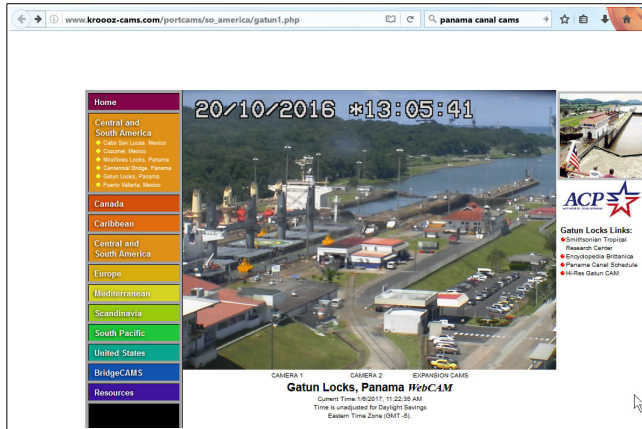 www.kroooz-cams.com/portcams/so_america/gatun1.php
panama canal cams
Home
Central and
South America
Cabo San Lucas, Mexico
Cozumel, Mexico
Miraflores Locks, Panama
Centennial Bridge, Panama
Gatun Locks, Panama
Puerto Vallarta, Mexico
Canada
Caribbean
Central and
South America
Europe
Mediterranean
Scandinavia
South Pacific
United States
BridgeCAMS
Resources
20/10/2016 *13:05:41
CAMERA 1 CAMERA 2 EXPANSION CAMS
Gatun Locks, Panama WebCAM
Current Time:1/6/2017, 11:22:35 AM
Time is unadjusted for Daylight Savings
Eastern Time Zone (GMT -5).
ACP
Gatun Locks Links:
Smithsonian Tropical
Research Center
Encyclopedia Brittanica
Panama Canal Schedule
Hi-Res Gatun CAM